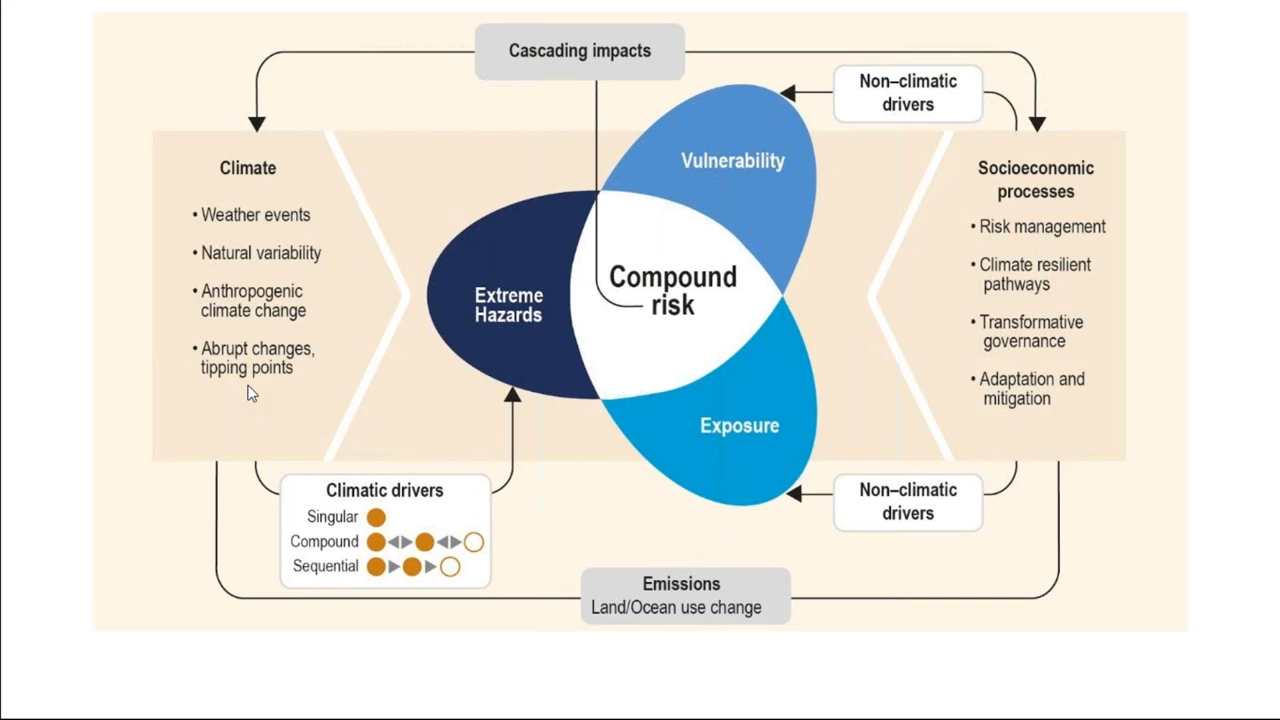 Cascading impacts
Non–climatic
drivers
Climate
• Weather events
• Natural variability
• Anthropogenic
climate change
• Abrupt changes,
tipping points
Vulnerability
Extreme
Hazards
Compound
risk
Exposure
Socioeconomic
processes
• Risk management
• Climate resilient
pathways
• Transformative
governance
• Adaptation and
mitigation
Climatic drivers
Singular
Compound
Sequential
Non–climatic
drivers
Emissions
Land/Ocean use change